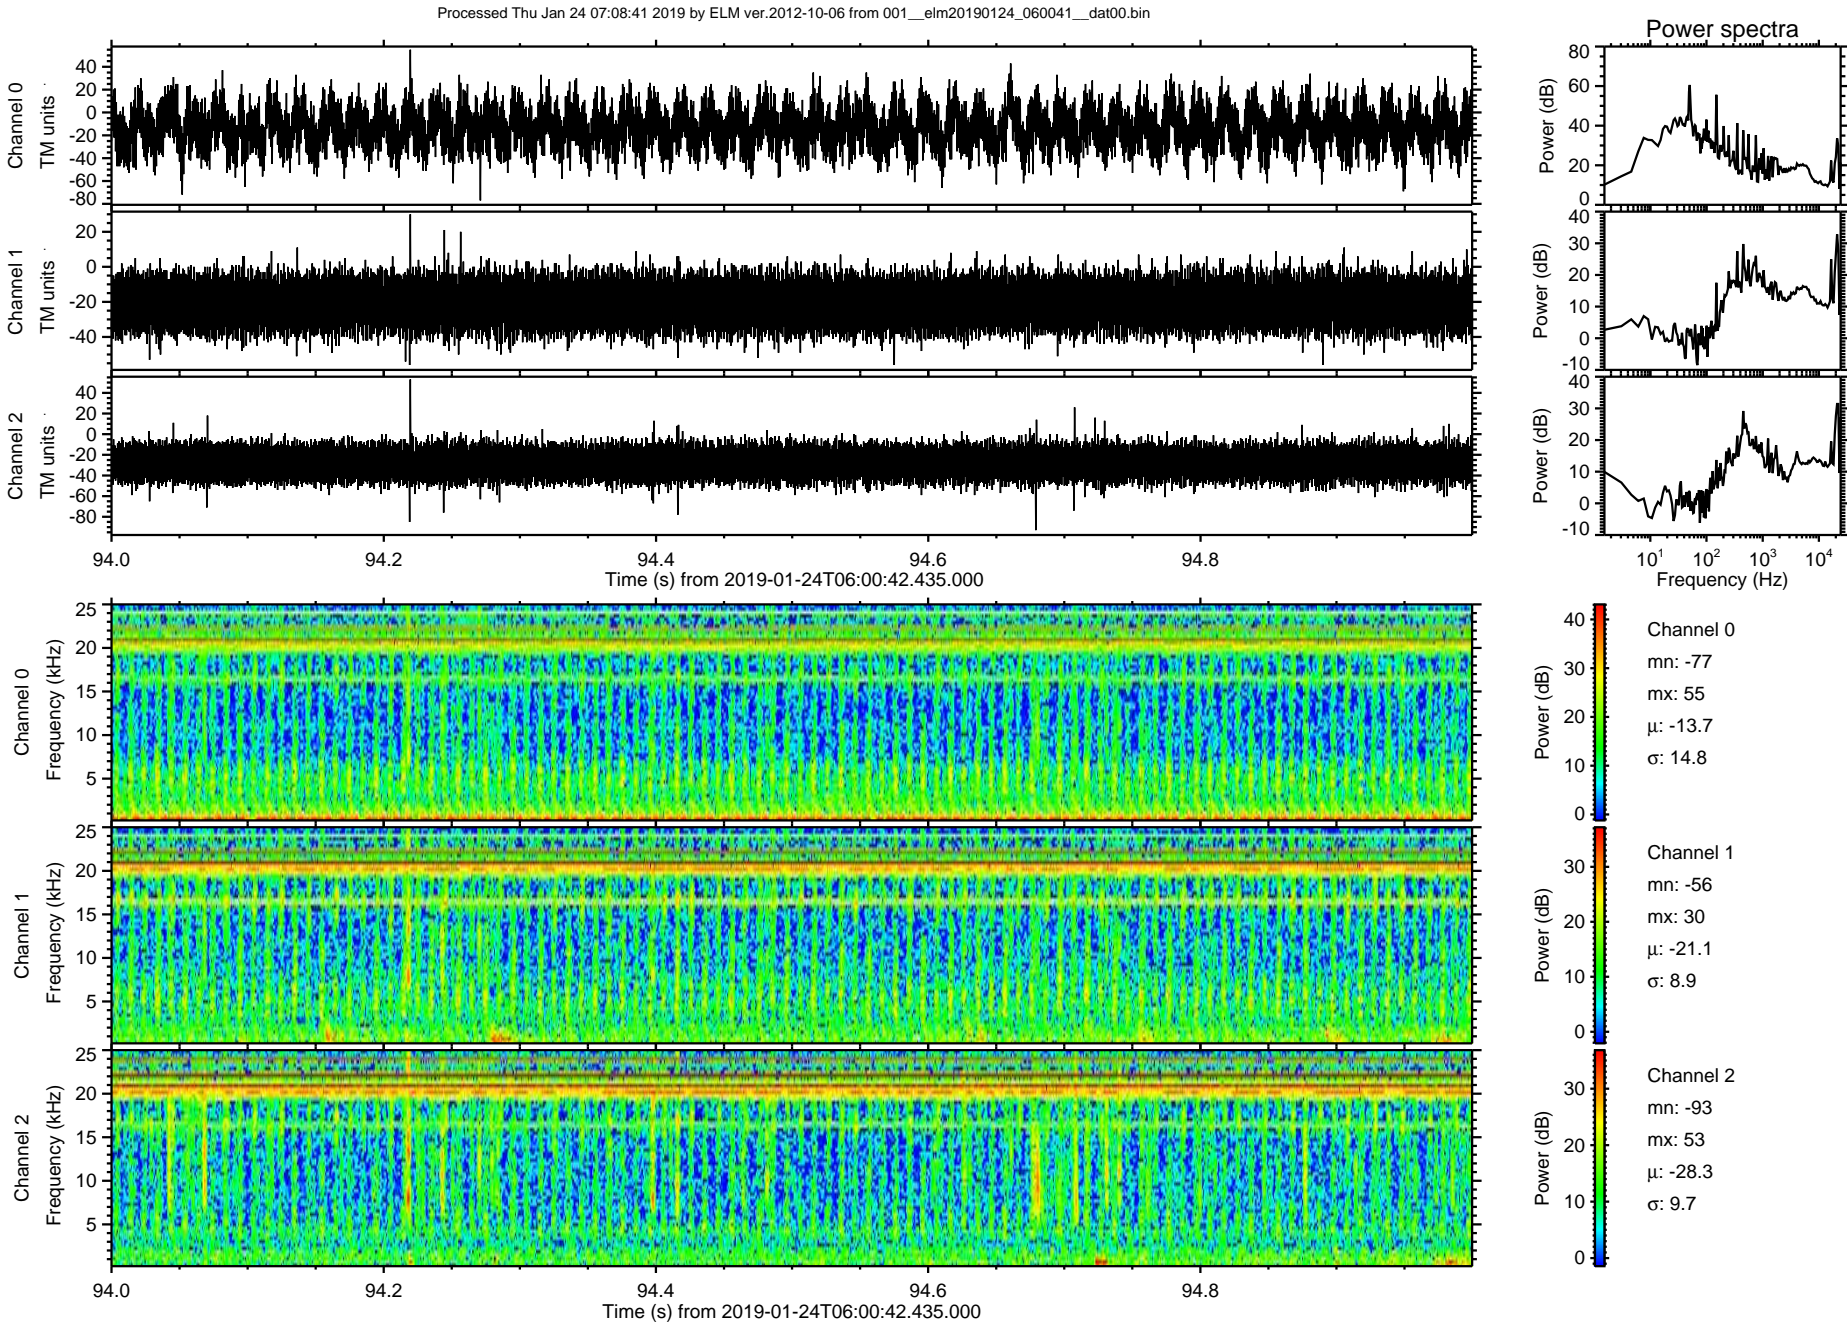 Processed Thu Jan 24 07:08:41 2019 by ELM ver.2012-10-06 from 001__elm20190124_060041__dat00.bin
Power spectra
Channel 0
TM units
40
20
0
-20
-40
-60
-80
Power (dB)
80
60
40
20
0
Channel 1
TM units
20
0
-20
-40
Power (dB)
40
30
20
10
0
-10
Channel 2
TM units
40
20
0
-20
-40
-60
-80
Power (dB)
40
30
20
10
0
-10
94.0 94.2 94.4 94.6 94.8
Time (s) from 2019-01-24T06:00:42.435.000
10^1 10^2 10^3 10^4
Frequency (Hz)
Channel 0
Frequency (kHz)
25
20
15
10
5
Power (dB)
40
30
20
10
0
Channel 0
mn: -77
mx: 55
μ: -13.7
σ: 14.8
Channel 1
Frequency (kHz)
25
20
15
10
5
Power (dB)
30
20
10
0
Channel 1
mn: -56
mx: 30
μ: -21.1
σ: 8.9
Channel 2
Frequency (kHz)
25
20
15
10
5
Power (dB)
30
20
10
0
Channel 2
mn: -93
mx: 53
μ: -28.3
σ: 9.7
94.0 94.2 94.4 94.6 94.8
Time (s) from 2019-01-24T06:00:42.435.000